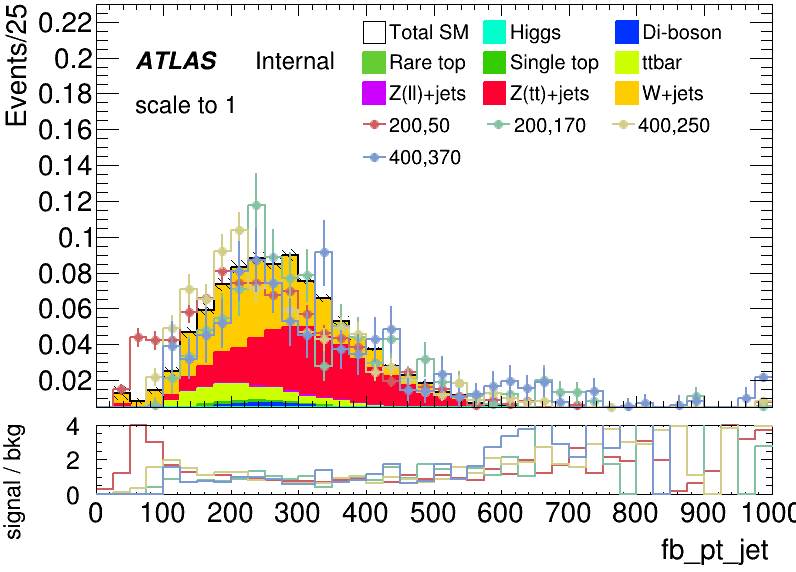 Events/25
0.22
0.2
0.18
0.16
0.14
0.12
0.1
0.08
0.06
0.04
0.02
ATLAS Internal
scale to 1
Total SM Higgs Di-boson
Rare top Single top ttbar
Z(ll)+jets Z(tt)+jets W+jets
200,50 200,170 400,250
400,370
signal / bkg
4
2
0
0 100 200 300 400 500 600 700 800 900 1000
fb_pt_jet